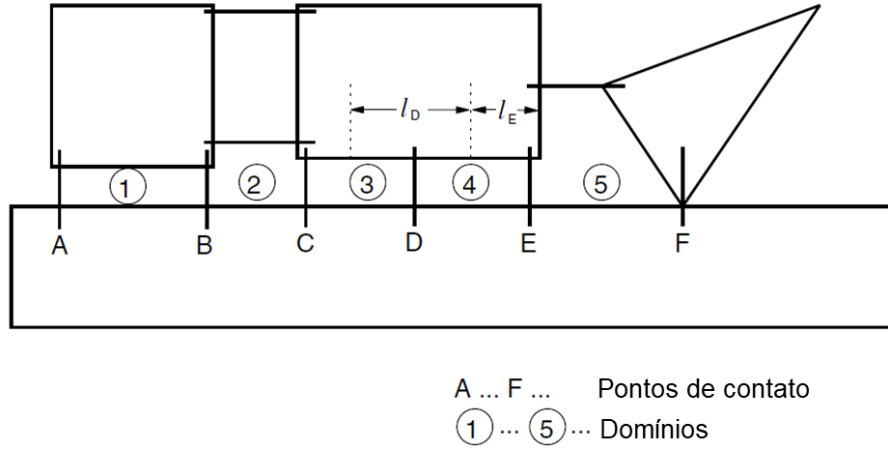 l_D
l_E
1 2 3 4 5
A B C D E F
A ... F ... Pontos de contato
1 ... 5 ... Domínios